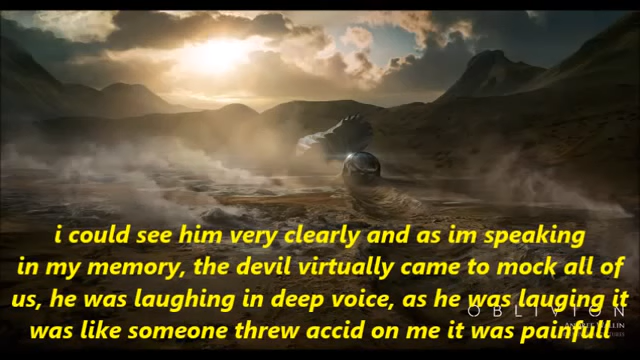 i could see him very clearly and as im speaking
in my memory, the devil virtually came to mock all of
us, he was laughing in deep voice, as he was lauging it
was like someone threw accid on me it was painfull
OBLIVION